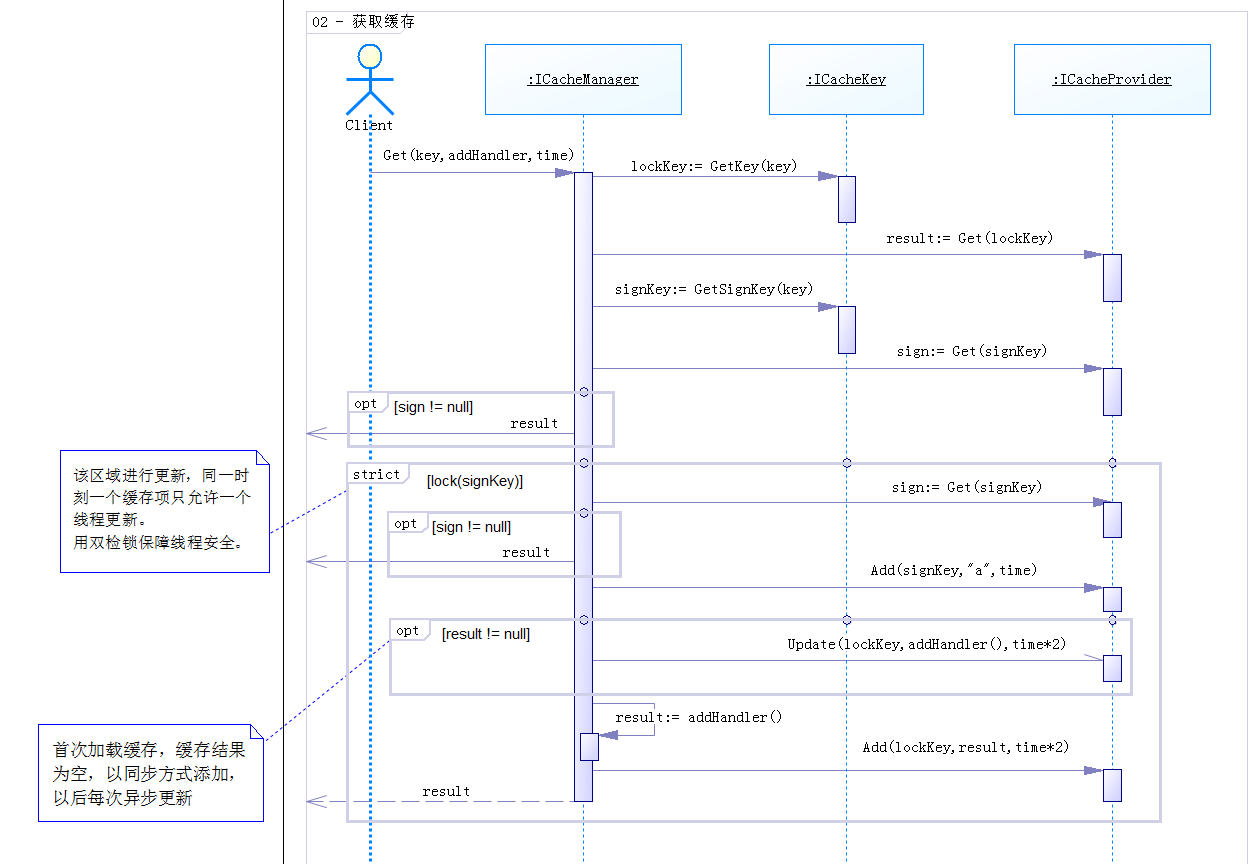 02 - 获取缓存
Client
:ICacheManager
:ICacheKey
:ICacheProvider
Get(key,addHandler,time)
lockKey:= GetKey(key)
result:= Get(lockKey)
signKey:= GetSignKey(key)
sign:= Get(signKey)
opt
[sign != null]
result
strict
[lock(signKey)]
该区域进行更新，同一时
刻一个缓存项只允许一个
线程更新。
用双检锁保障线程安全。
sign:= Get(signKey)
opt
[sign != null]
result
Add(signKey,"a",time)
opt
[result != null]
Update(lockKey,addHandler(),time*2)
result:= addHandler()
首次加载缓存，缓存结果
为空，以同步方式添加，
以后每次异步更新
Add(lockKey,result,time*2)
result